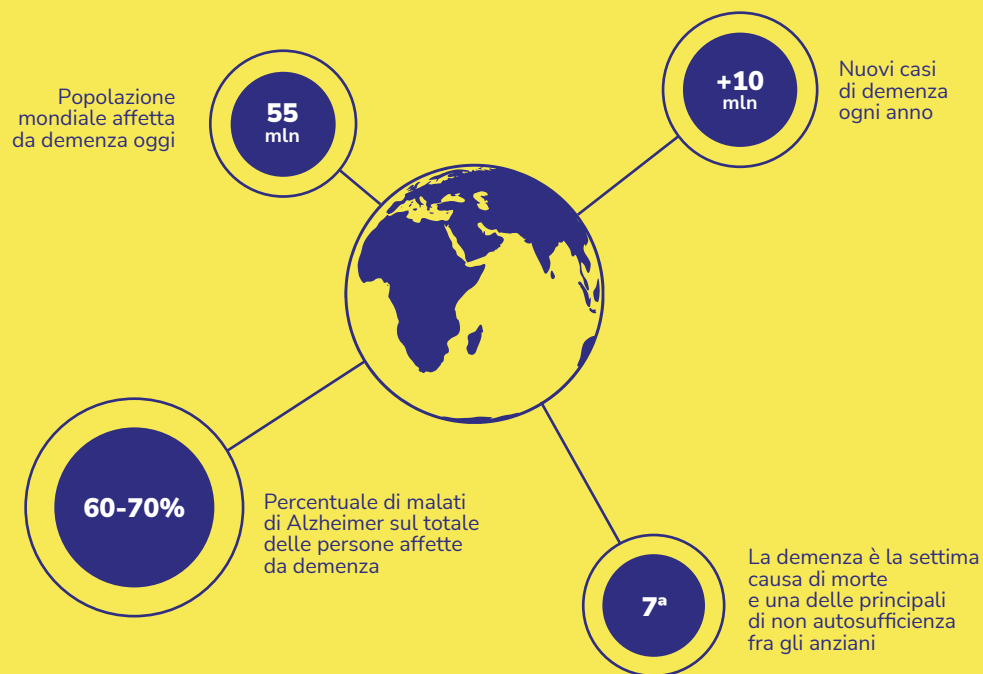 Popolazione
mondiale affetta
da demenza oggi
55
mln
+10
mln
Nuovi casi
di demenza
ogni anno
60-70%
Percentuale di malati
di Alzheimer sul totale
delle persone affette
da demenza
7ª
La demenza è la settima
causa di morte
e una delle principali
di non autosufficienza
fra gli anziani